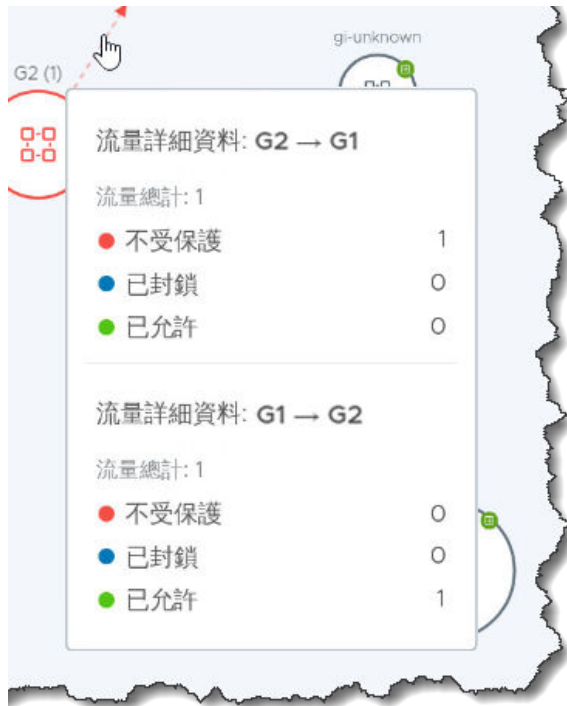 gi-unknown
G2 (1)
流量詳細資料: G2 → G1
流量總計: 1
不受保護 1
已封鎖 0
已允許 0
流量詳細資料: G1 → G2
流量總計: 1
不受保護 0
已封鎖 0
已允許 1